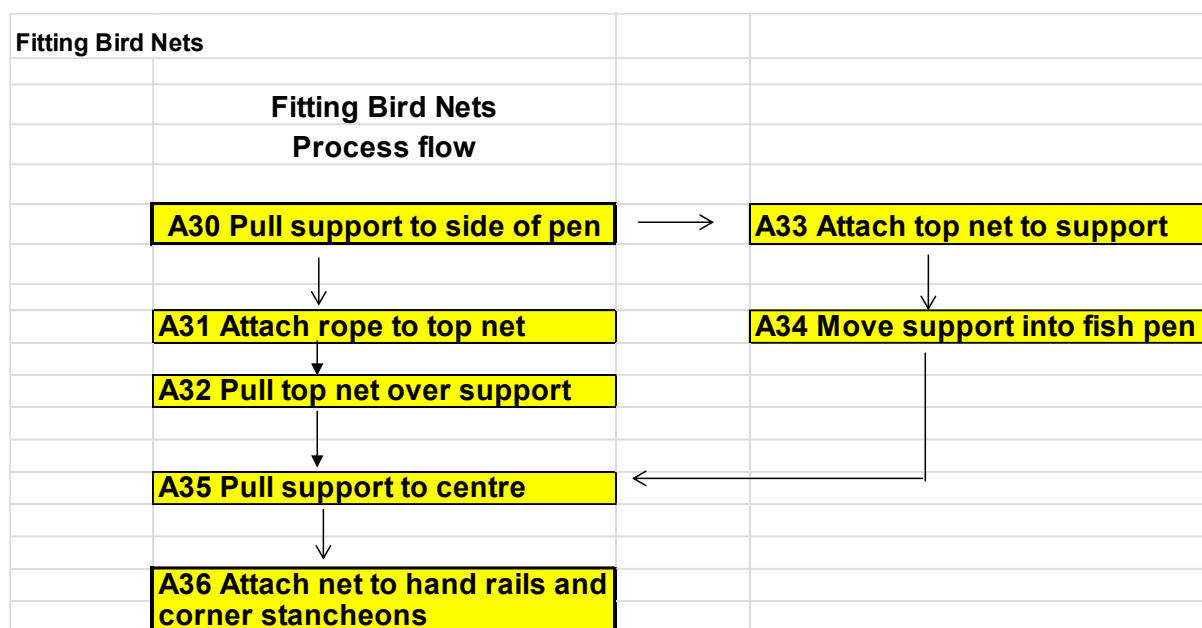 Fitting Bird Nets
Fitting Bird Nets
Process flow
A30 Pull support to side of pen
A33 Attach top net to support
A31 Attach rope to top net
A34 Move support into fish pen
A32 Pull top net over support
A35 Pull support to centre
A36 Attach net to hand rails and
corner stancheons